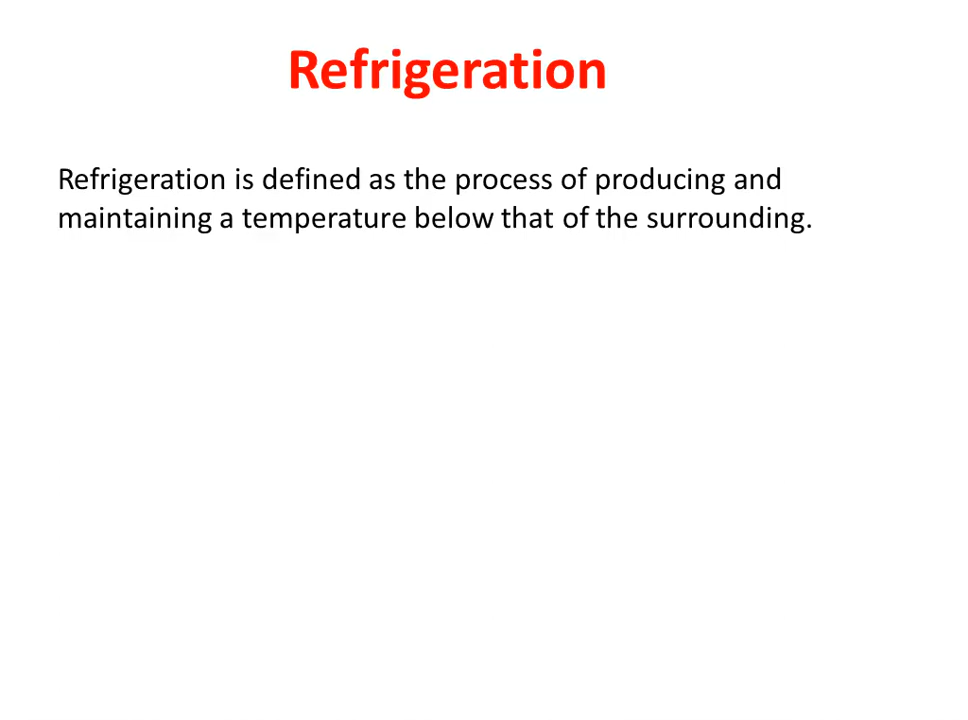 Refrigeration
Refrigeration is defined as the process of producing and
maintaining a temperature below that of the surrounding.